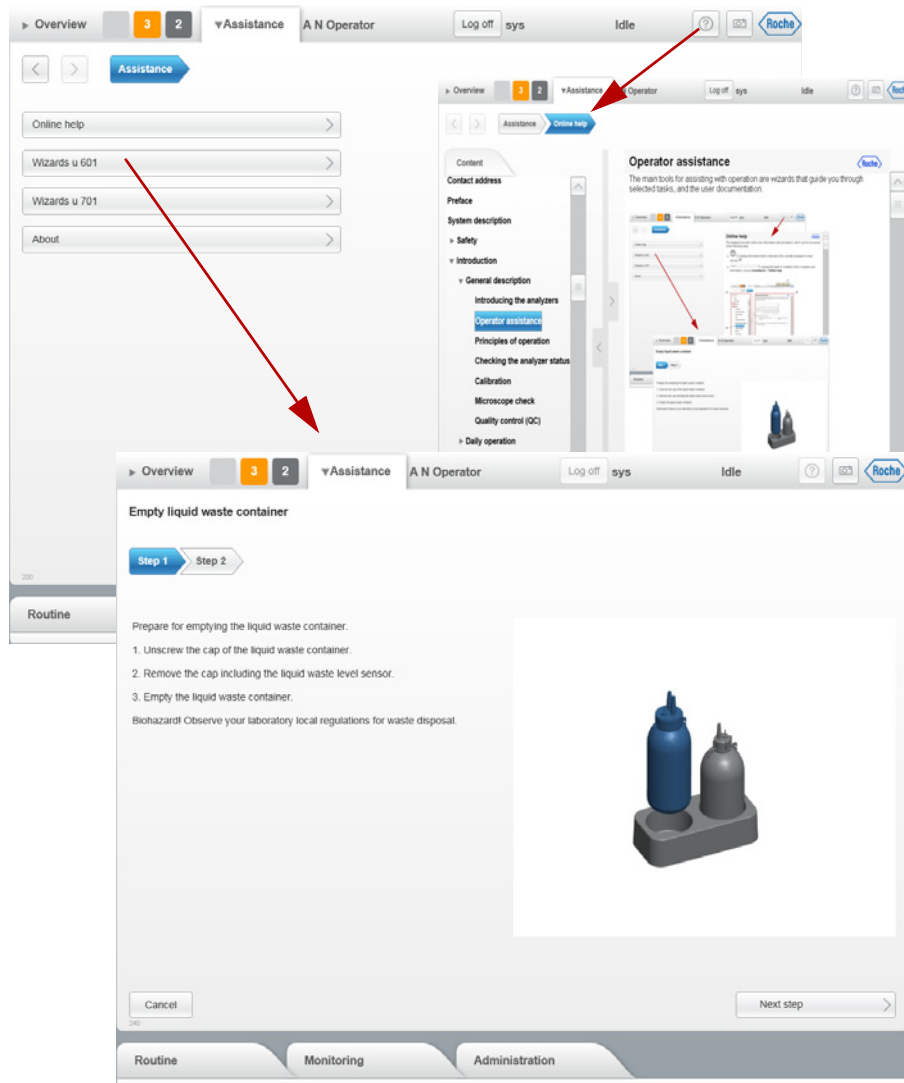 Overview 3 2 Assistance A N Operator Log off sys Idle ? Roche
Assistance
Online help
Wizards u 601
Wizards u 701
About
200
Routine
Overview 3 2 Assistance Operator Log off sys Idle ?
Assistance Online help
Content
Contact address
Preface
System description
Safety
Introduction
General description
Introducing the analyzers
Operator assistance
Principles of operation
Checking the analyzer status
Calibration
Microscope check
Quality control (QC)
Daily operation
Operator assistance Roche
The main tools for assisting with operation are wizards that guide you through
selected tasks, and the user documentation.
Online help
Empty liquid waste container
Overview 3 2 Assistance A N Operator Log off sys Idle ? Roche
Empty liquid waste container
Step 1 Step 2
Prepare for emptying the liquid waste container.
1. Unscrew the cap of the liquid waste container.
2. Remove the cap including the liquid waste level sensor.
3. Empty the liquid waste container.
Biohazard! Observe your laboratory local regulations for waste disposal.
Cancel Next step
240
Routine Monitoring Administration